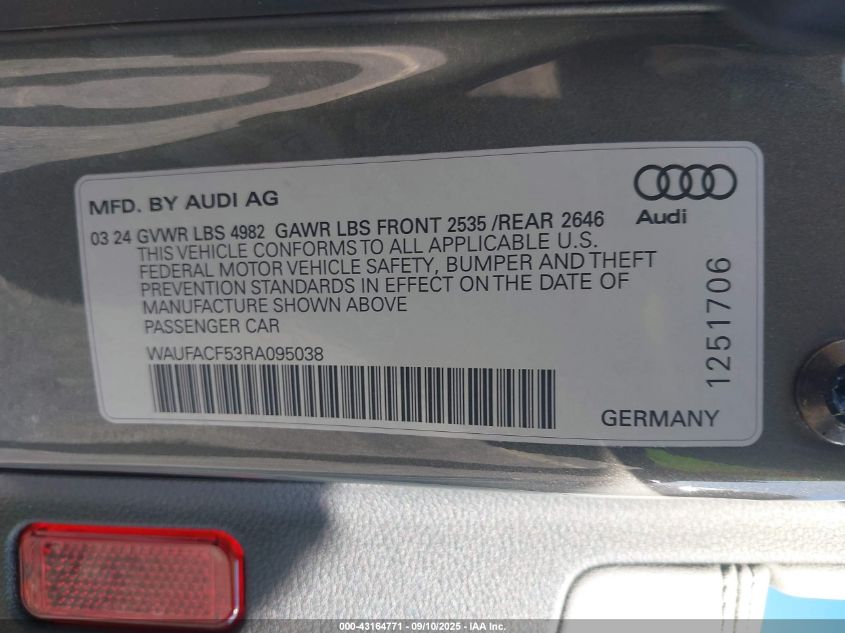 MFD. BY AUDI AG
Audi
03 24 GVWR LBS 4982 GAWR LBS FRONT 2535 /REAR 2646
THIS VEHICLE CONFORMS TO ALL APPLICABLE U.S.
FEDERAL MOTOR VEHICLE SAFETY, BUMPER AND THEFT
PREVENTION STANDARDS IN EFFECT ON THE DATE OF
MANUFACTURE SHOWN ABOVE
PASSENGER CAR
WAUFACF53RA095038
1251706
GERMANY
000-43164771 - 09/10/2025 - IAA Inc.